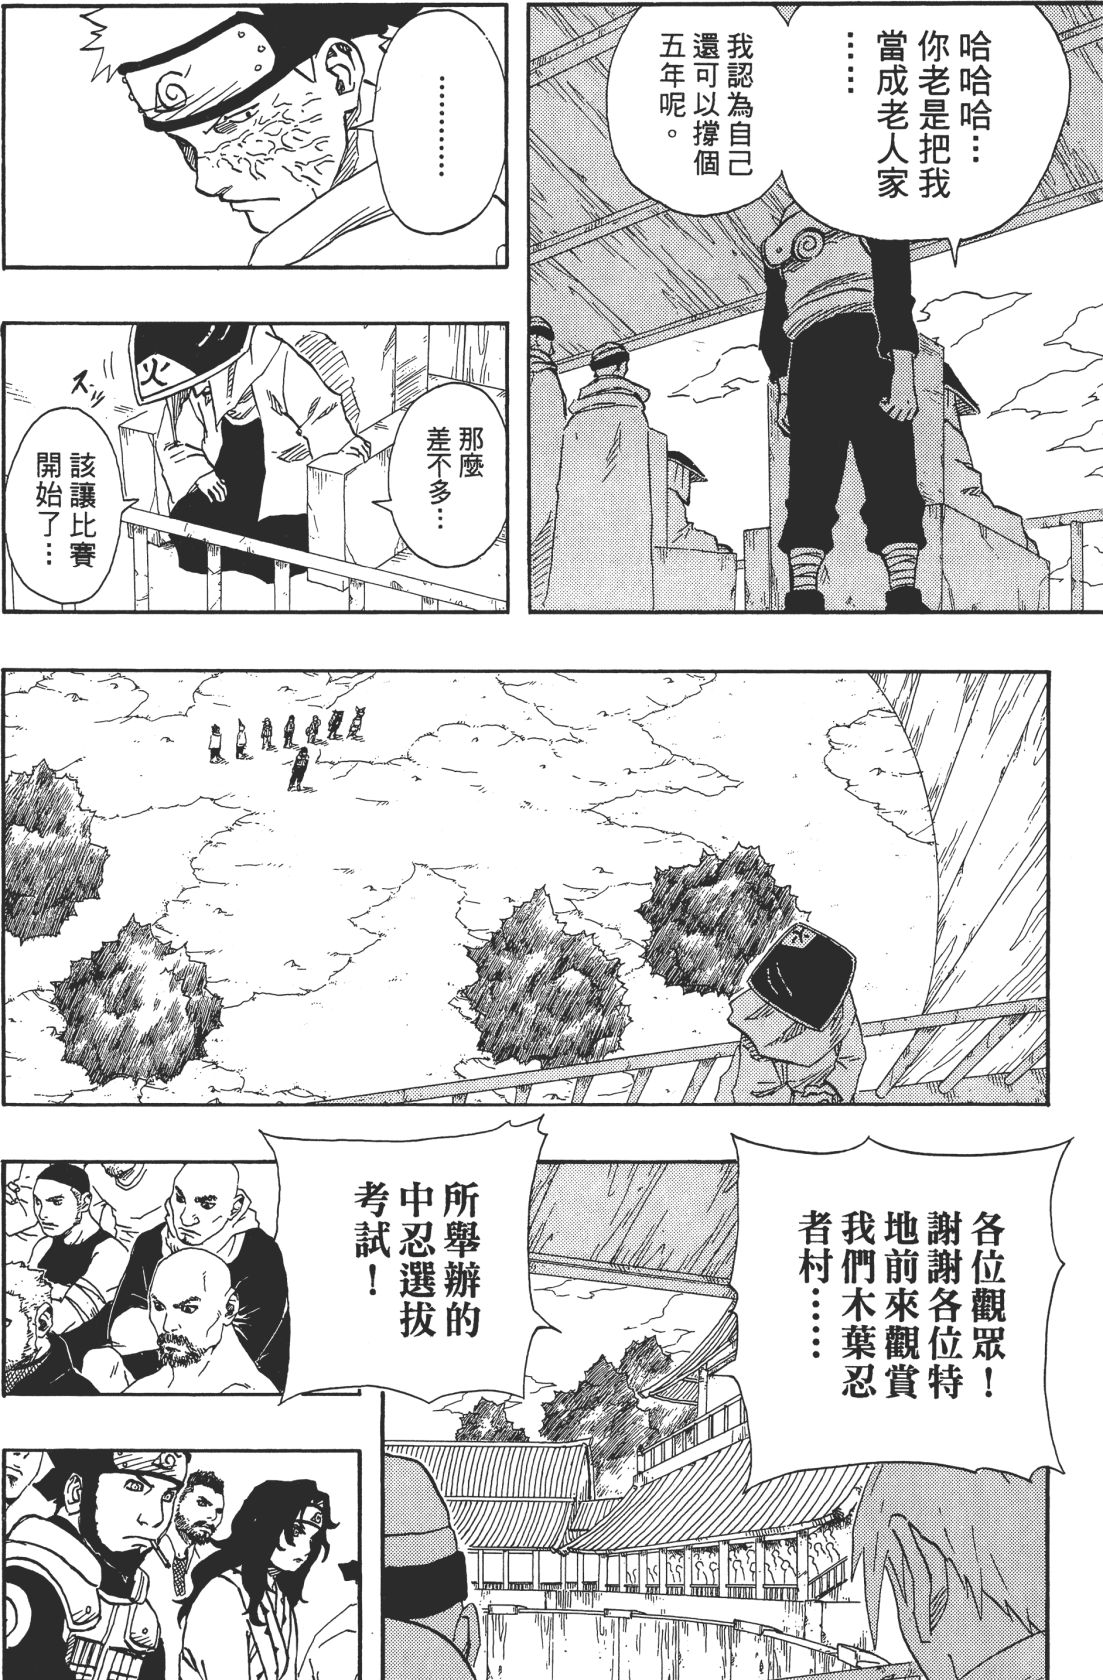 哈哈哈…
你老是把我
當成老人家
……
我認為自己
還可以撐個
五年呢。
…………
那麼
差不多…
火
ズッ
該讓比賽
開始了…
火
各位觀眾！
謝謝各位特
地前來觀賞
我們木葉忍
者村……
所舉辦的
中忍選拔
考試！